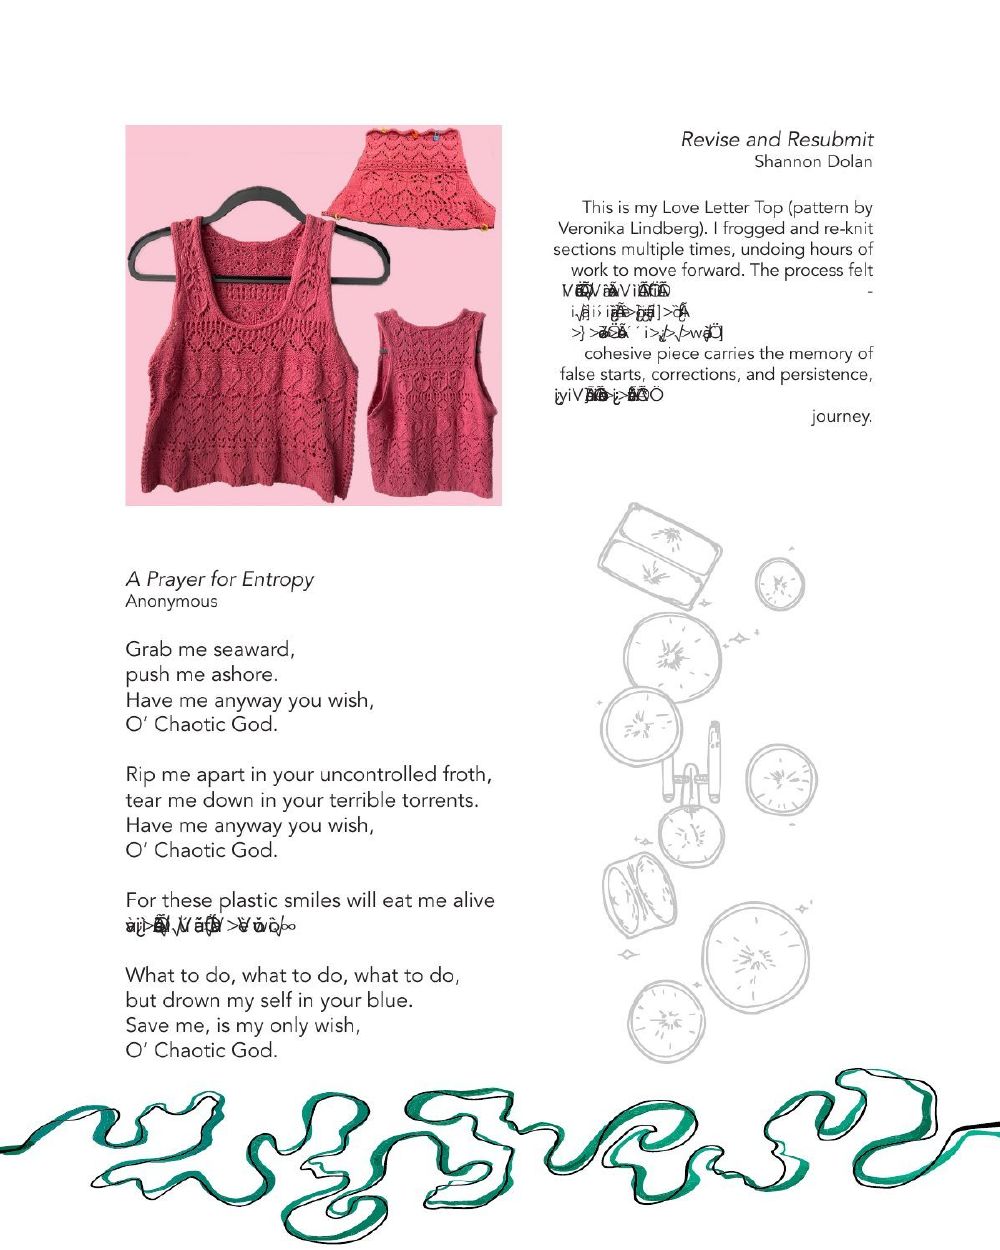 Revise and Resubmit
Shannon Dolan
This is my Love Letter Top (pattern by
Veronika Lindberg). I frogged and re-knit
sections multiple times, undoing hours of
work to move forward. The process felt
cohesive piece carries the memory of
false starts, corrections, and persistence,
journey.
A Prayer for Entropy
Anonymous
Grab me seaward,
push me ashore.
Have me anyway you wish,
O’ Chaotic God.
Rip me apart in your uncontrolled froth,
tear me down in your terrible torrents.
Have me anyway you wish,
O’ Chaotic God.
For these plastic smiles will eat me alive
What to do, what to do, what to do,
but drown my self in your blue.
Save me, is my only wish,
O’ Chaotic God.